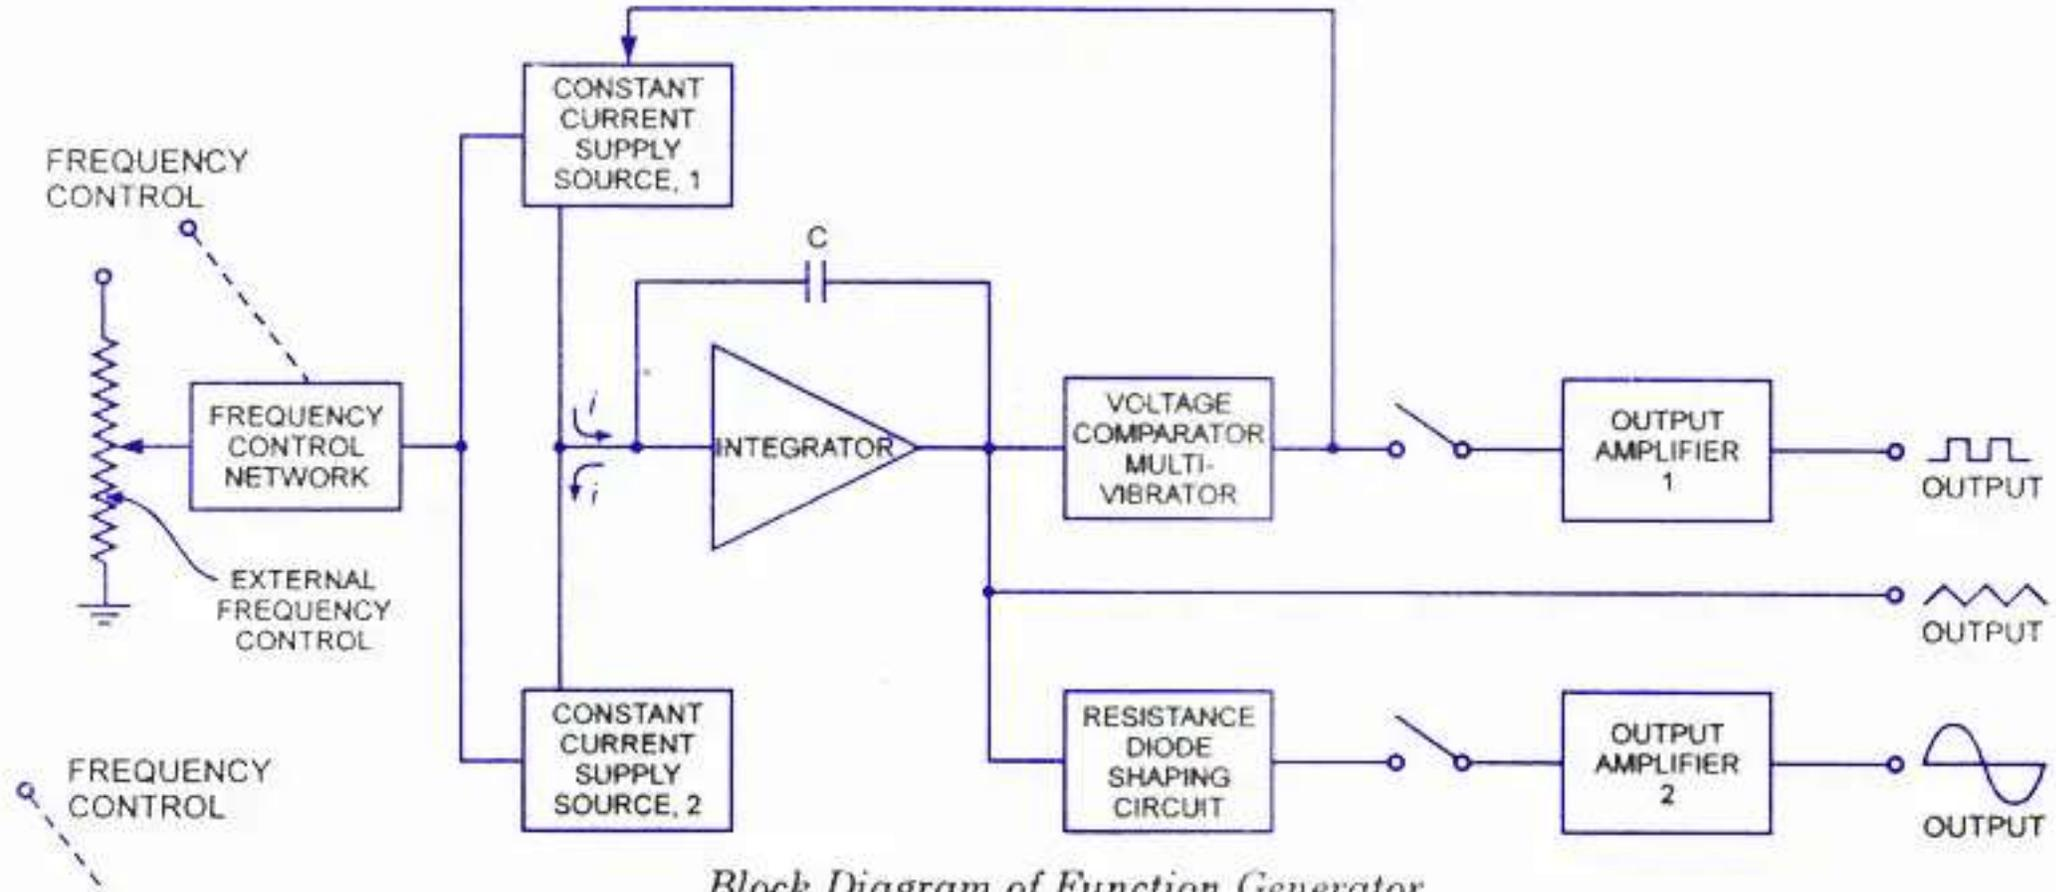 CONSTANT
CURRENT
SUPPLY
SOURCE, 1
FREQUENCY
CONTROL
C
FREQUENCY
CONTROL
NETWORK
i
i
INTEGRATOR
VOLTAGE
COMPARATOR
MULTI-
VIBRATOR
OUTPUT
AMPLIFIER
1
OUTPUT
EXTERNAL
FREQUENCY
CONTROL
OUTPUT
CONSTANT
CURRENT
SUPPLY
SOURCE, 2
RESISTANCE
DIODE
SHAPING
CIRCUIT
OUTPUT
AMPLIFIER
2
OUTPUT
FREQUENCY
CONTROL
Block Diagram of Function Generator